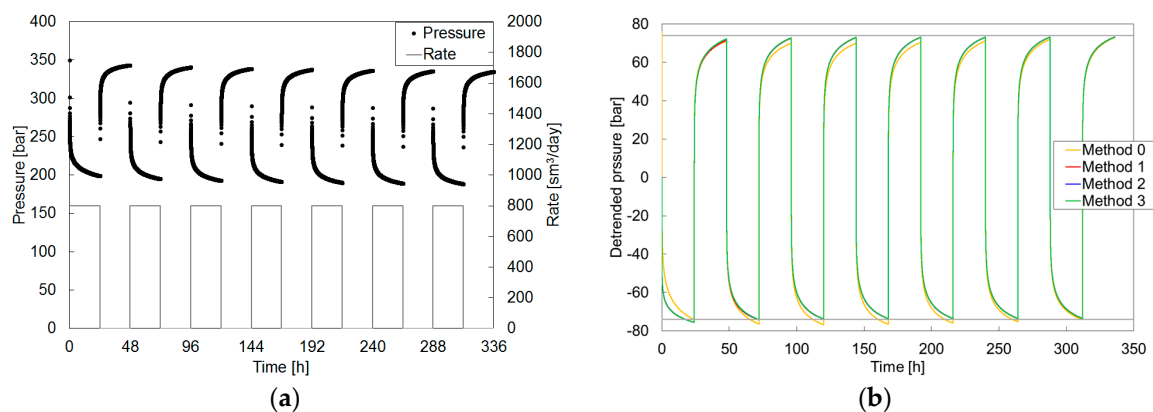 400
350
300
250
200
150
100
50
0
Pressure [bar]
Pressure
Rate
2000
1800
1600
1400
1200
1000
800
600
400
200
0
Rate [sm³/day]
0 48 96 144 192 240 288 336
Time [h]
(a)
80
60
40
20
0
-20
-40
-60
-80
Detrended prssure [bar]
Method 0
Method 1
Method 2
Method 3
0 50 100 150 200 250 300 350
Time [h]
(b)